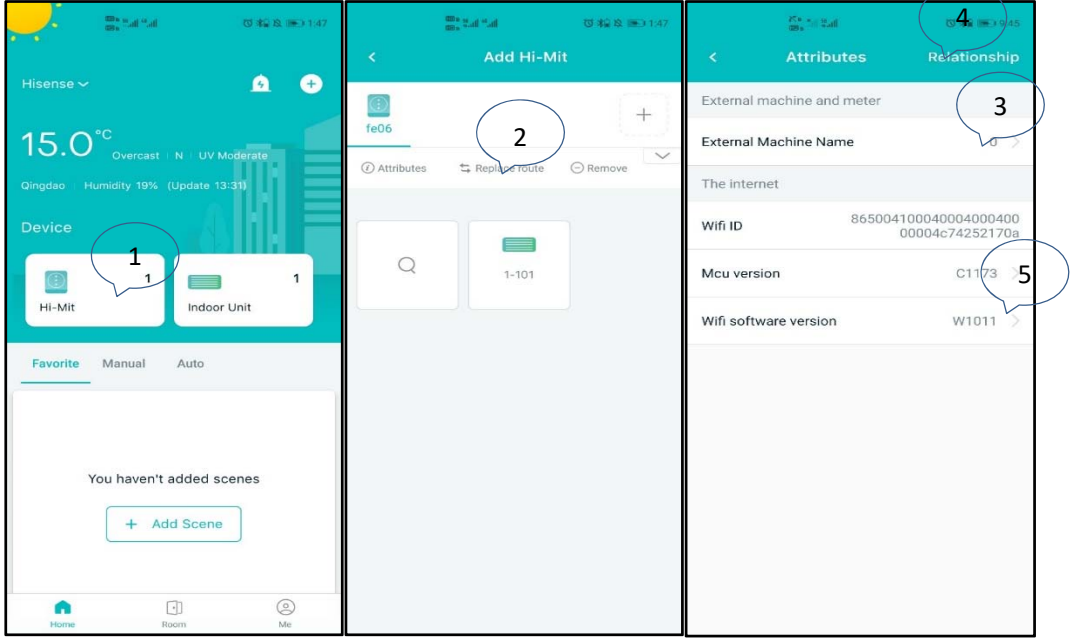 1:47
Hisense
15.0°C
Overcast | N | UV Moderate
Qingdao | Humidity 19% (Update 13:31)
Device
1
1
1
Hi-Mit
Indoor Unit
Favorite Manual Auto
You haven't added scenes
+ Add Scene
Home Room Me
1:47
< Add Hi-Mit
fe06
+
2
Attributes Replace route Remove
1-101
4
9:45
< Attributes Relationship
External machine and meter
3
External Machine Name 0 >
The internet
Wifi ID 865004100040004000400
00004c74252170a
Mcu version C1173 >
5
Wifi software version W1011 >